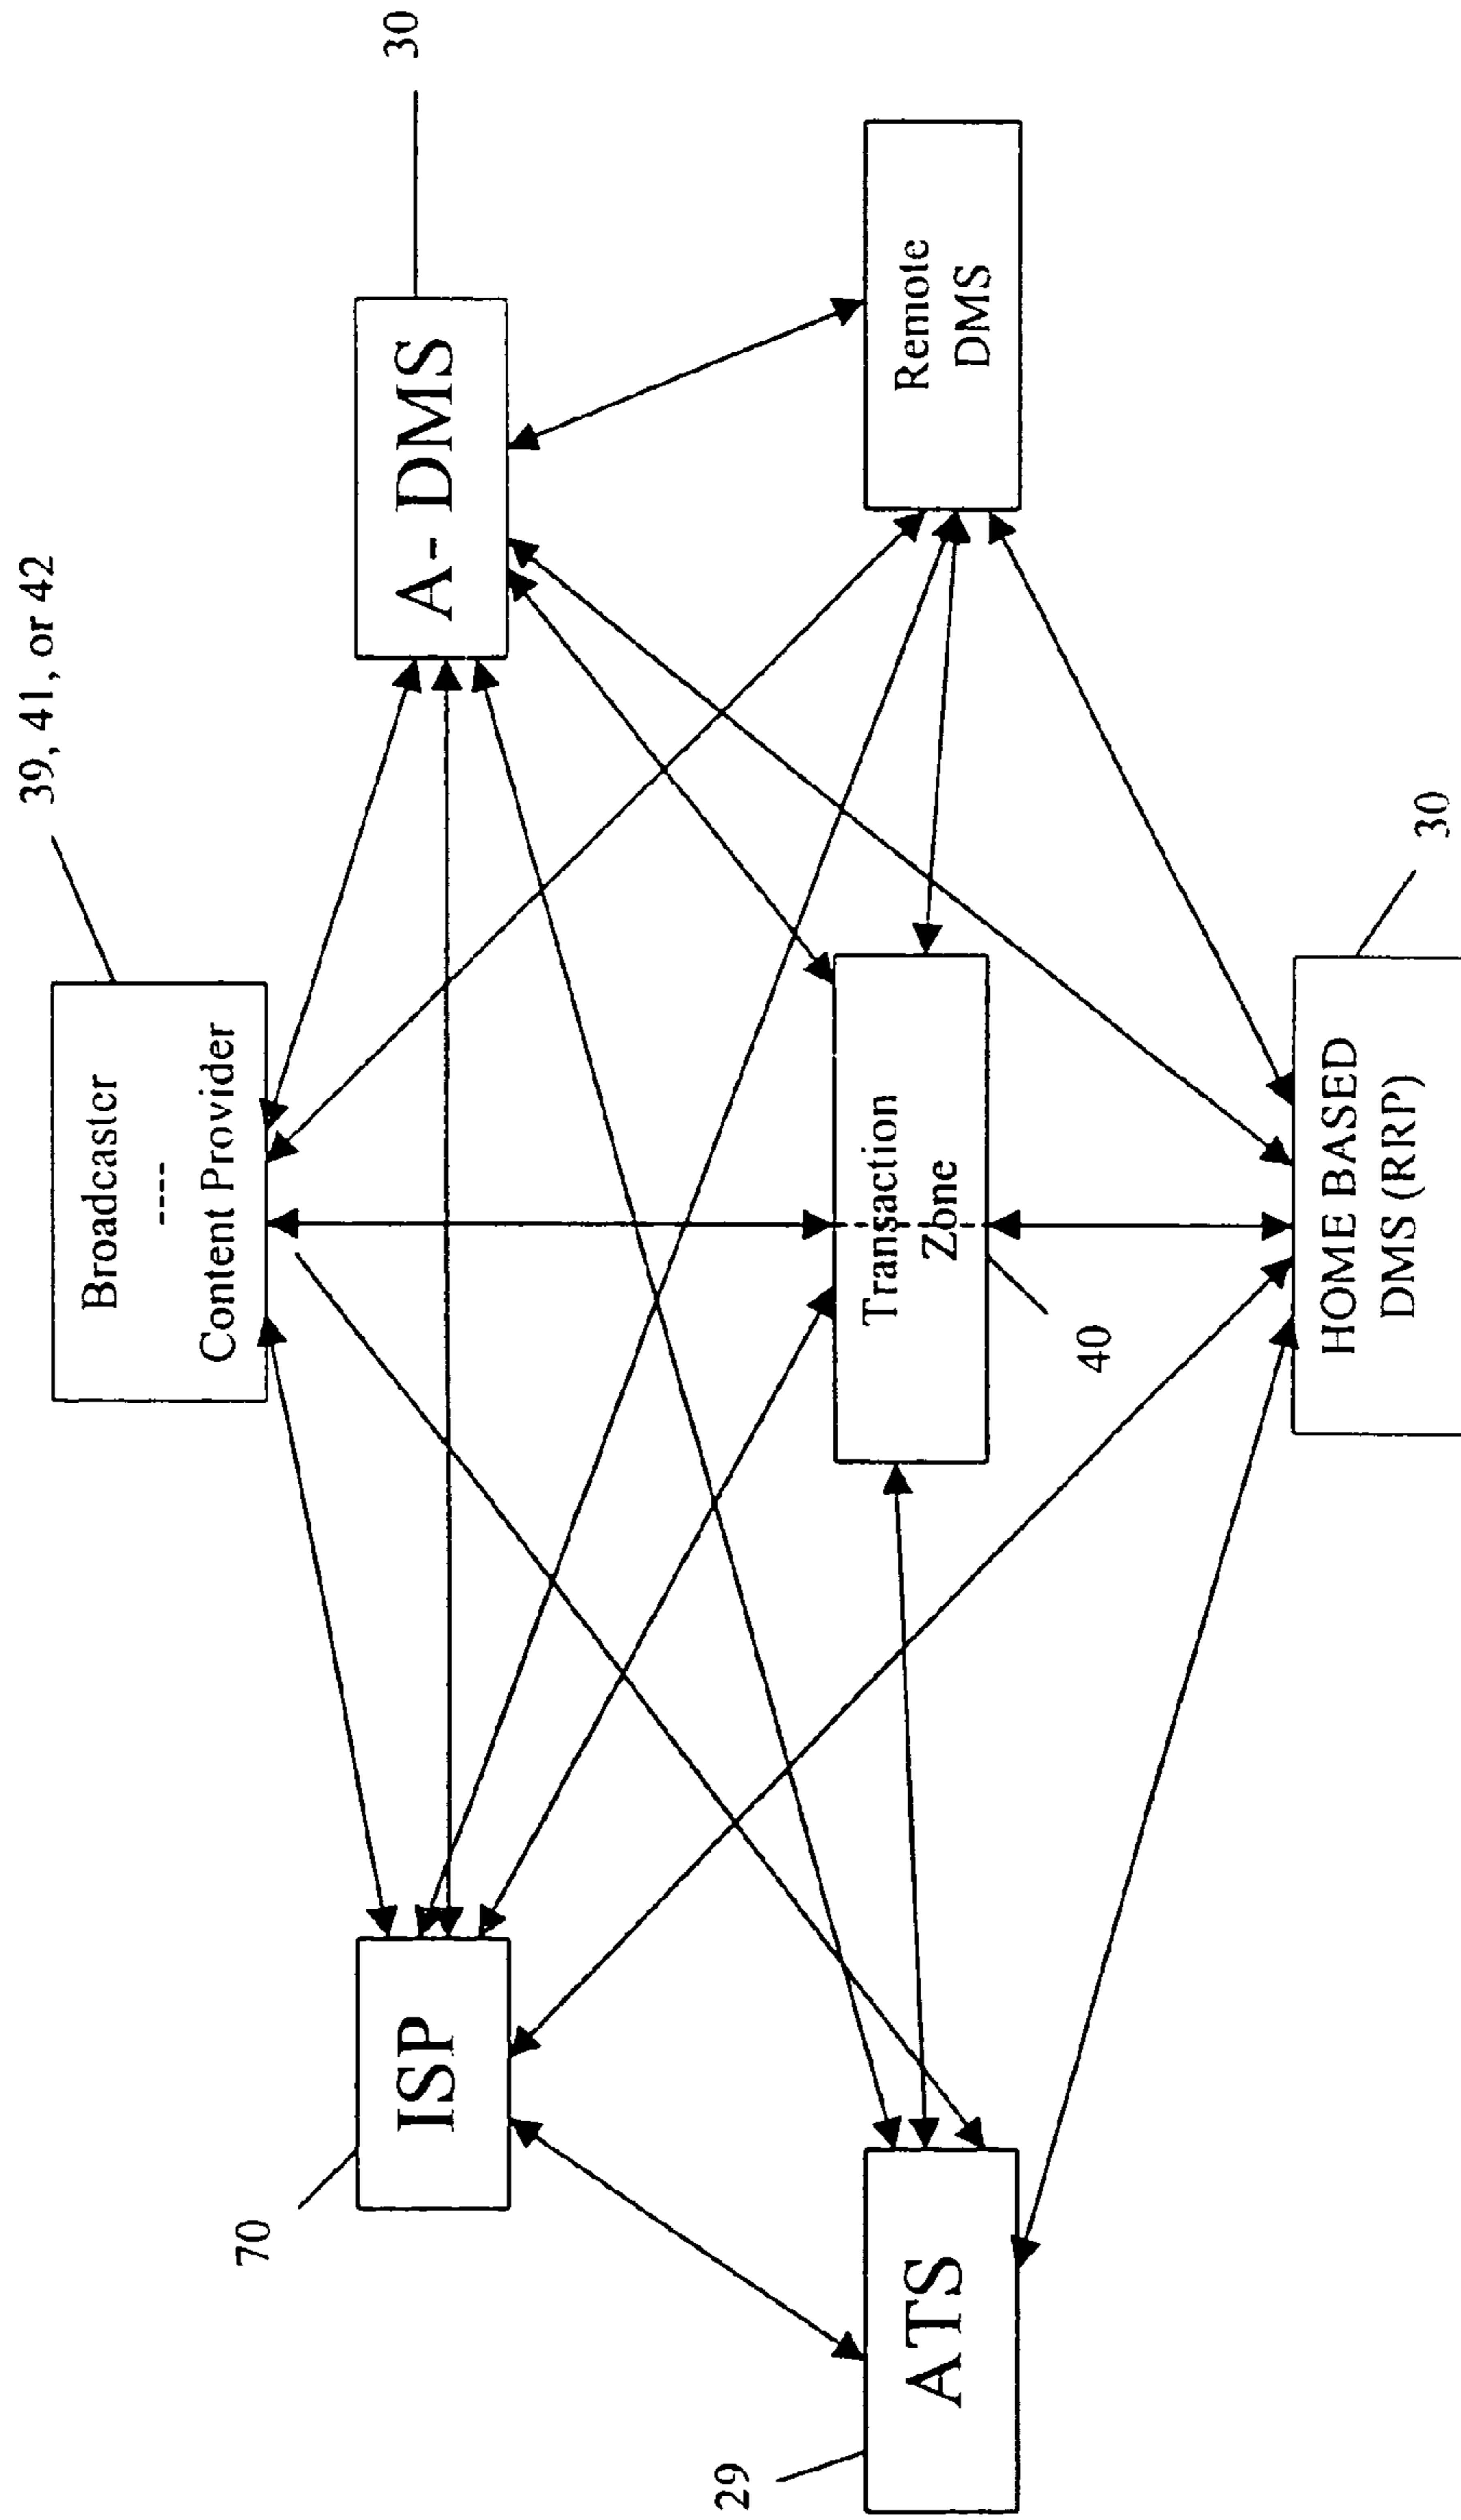 39, 41, or 42
Broadcaster
----
Content Provider
70
ISP
A- DMS
30
29
ATS
Transaction
Zone
40
Remote
DMS
HOME BASED
DMS (RRP)
30